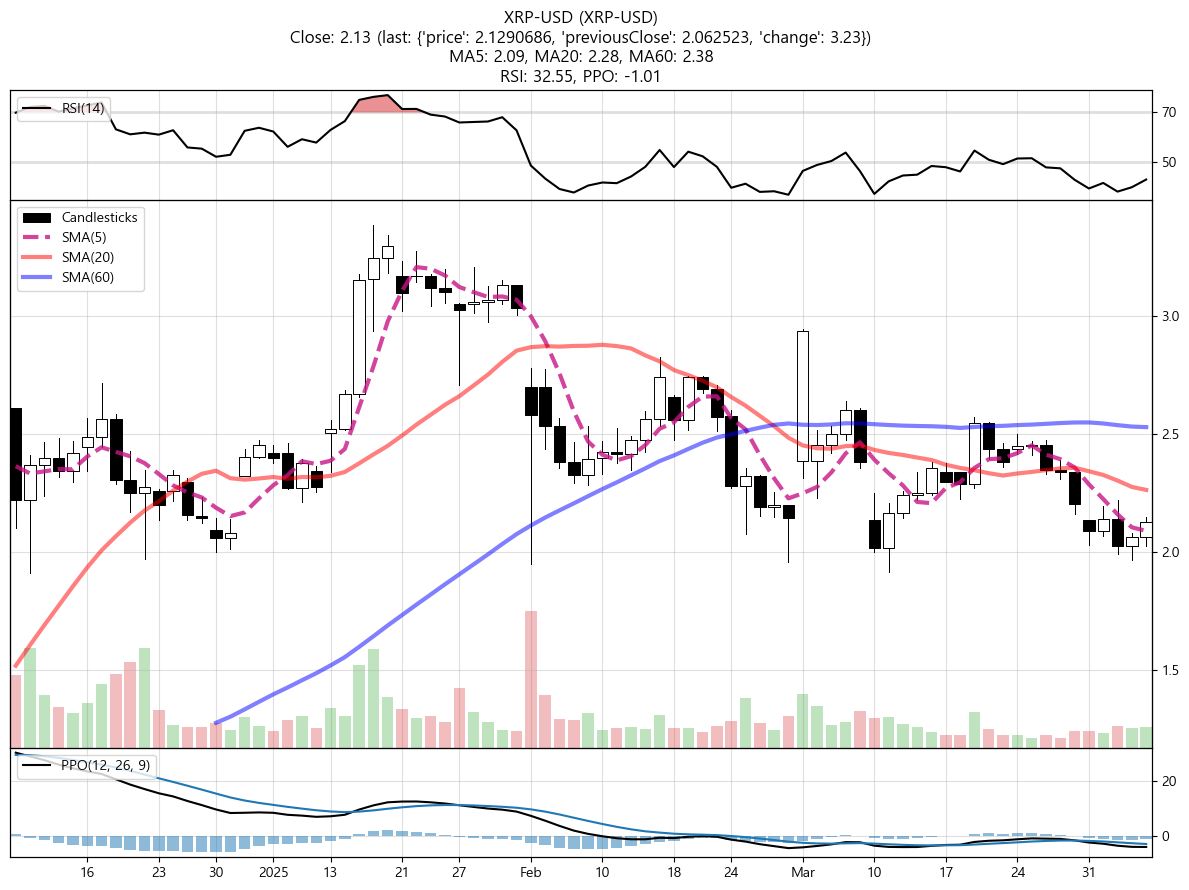 XRP-USD (XRP-USD)
Close: 2.13 (last: {'price': 2.1290686, 'previousClose': 2.062523, 'change': 3.23})
MA5: 2.09, MA20: 2.28, MA60: 2.38
RSI: 32.55, PPO: -1.01
RSI(14)
70
50
Candlesticks
SMA(5)
SMA(20)
SMA(60)
3.0
2.5
2.0
1.5
PPO(12, 26, 9)
20
0
16 23 30 2025 13 21 27 Feb 10 18 24 Mar 10 17 24 31